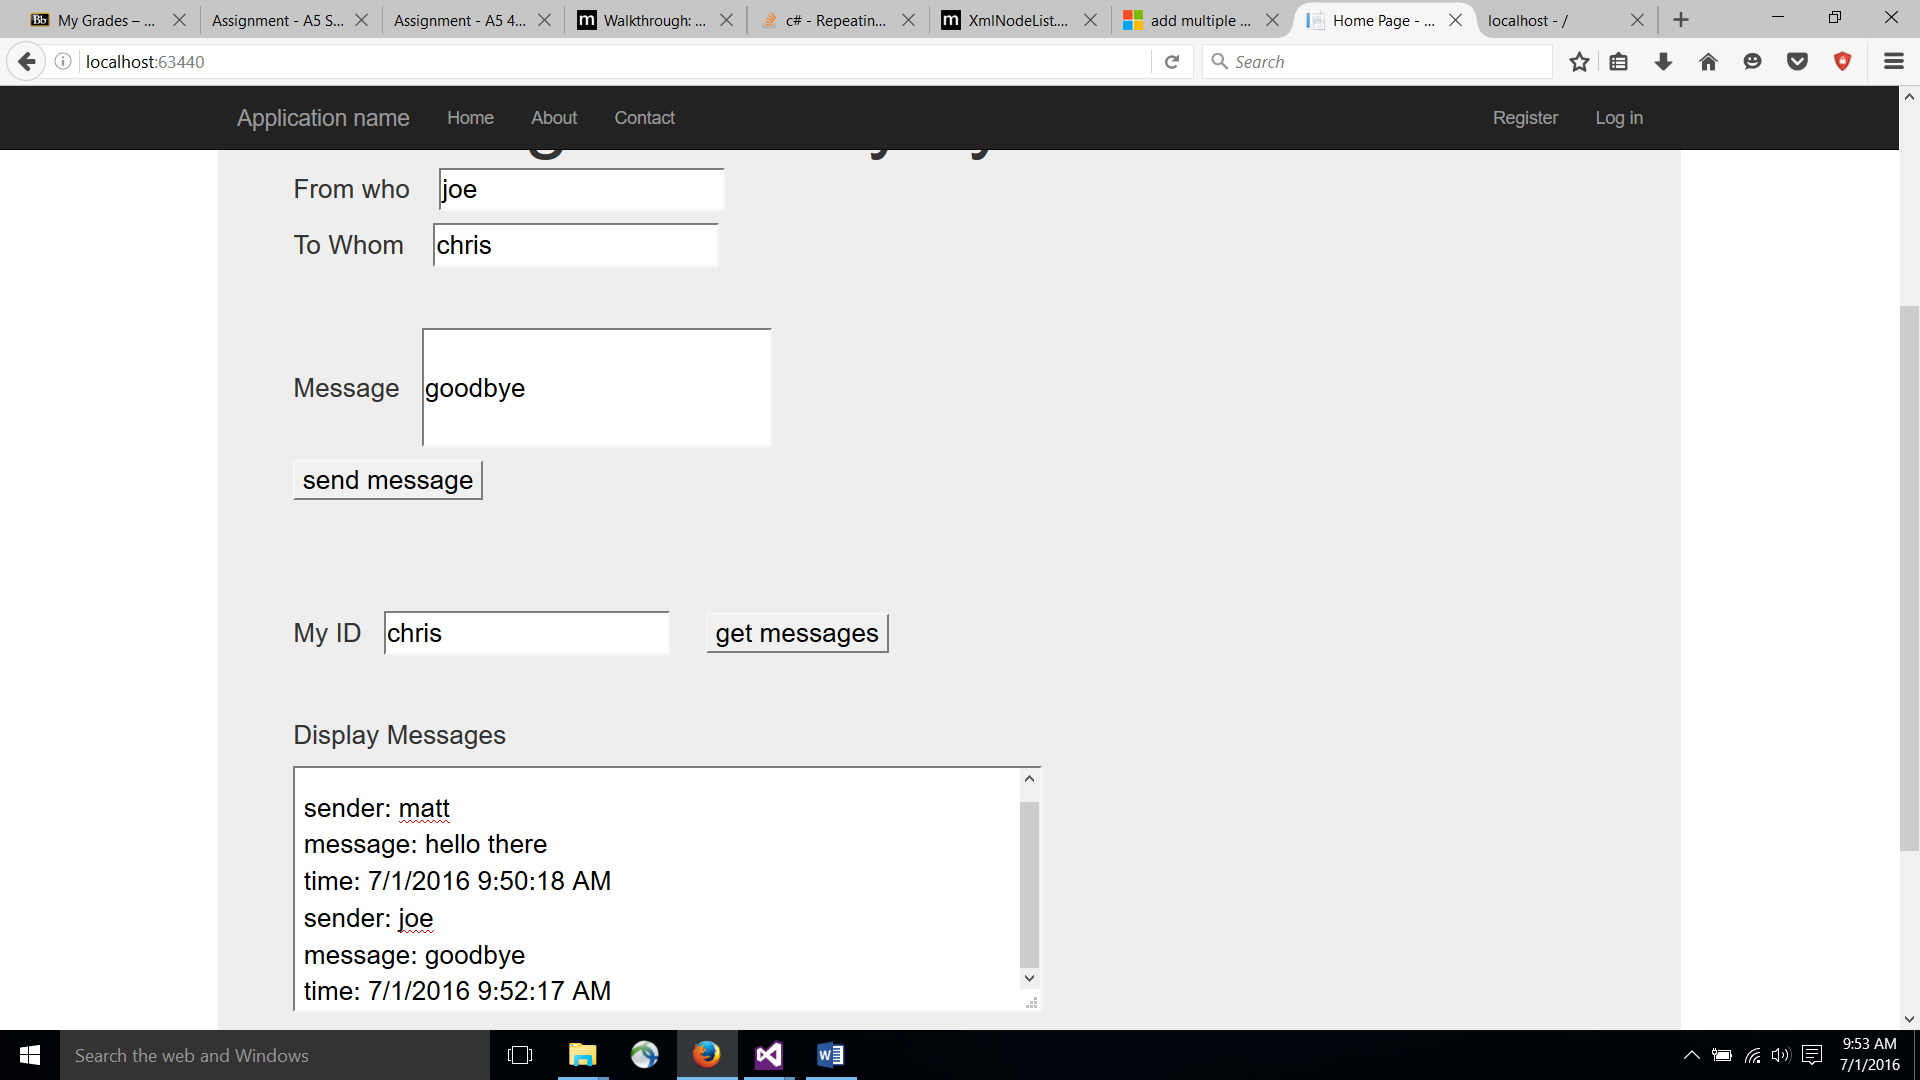 My Grades – ...
Assignment - A5 S...
Assignment - A5 4...
Walkthrough: ...
c# - Repeatin...
XmlNodeList....
add multiple ...
Home Page - ...
localhost - /
localhost:63440
Search
Application name Home About Contact Register Log in
From who joe
To Whom chris
Message goodbye
send message
My ID chris get messages
Display Messages
sender: matt
message: hello there
time: 7/1/2016 9:50:18 AM
sender: joe
message: goodbye
time: 7/1/2016 9:52:17 AM
Search the web and Windows
9:53 AM
7/1/2016